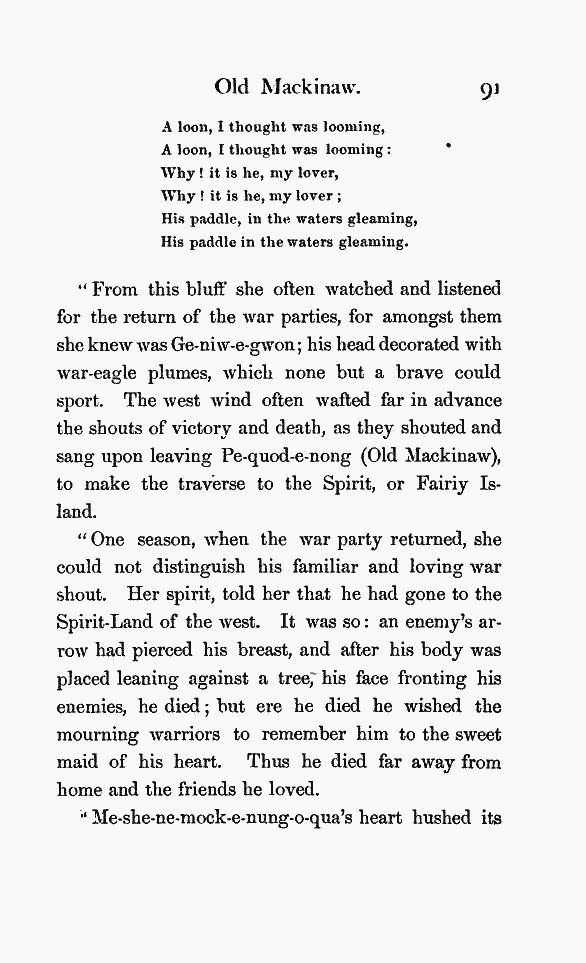 Old Mackinaw. 91
A loon, I thought was looming,
A loon, I thought was looming:
Why! it is he, my lover,
Why! it is he, my lover;
His paddle, in the waters gleaming,
His paddle in the waters gleaming.
"From this bluff she often watched and listened
for the return of the war parties, for amongst them
she knew was Ge-niw-e-gwon; his head decorated with
war-eagle plumes, which none but a brave could
sport. The west wind often wafted far in advance
the shouts of victory and death, as they shouted and
sang upon leaving Pe-quod-e-nong (Old Mackinaw),
to make the traverse to the Spirit, or Fairiy Is-
land.
"One season, when the war party returned, she
could not distinguish his familiar and loving war
shout. Her spirit, told her that he had gone to the
Spirit-Land of the west. It was so: an enemy's ar-
row had pierced his breast, and after his body was
placed leaning against a tree, his face fronting his
enemies, he died; but ere he died he wished the
mourning warriors to remember him to the sweet
maid of his heart. Thus he died far away from
home and the friends he loved.
"Me-she-ne-mock-e-nung-o-qua's heart hushed its